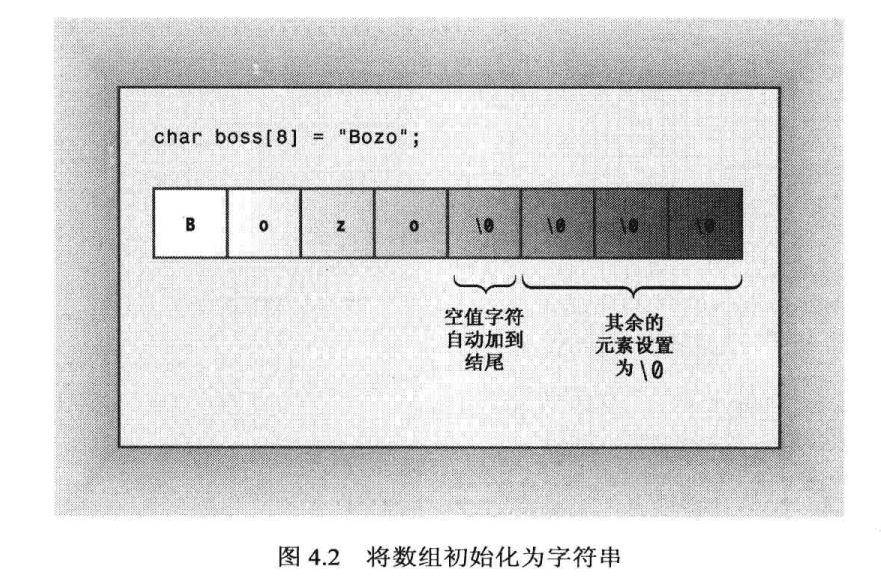 char boss[8] = "Bozo";
B o z o \0 \0 \0 \0
空值字符
自动加到
结尾
其余的
元素设置
为\0
图 4.2 将数组初始化为字符串